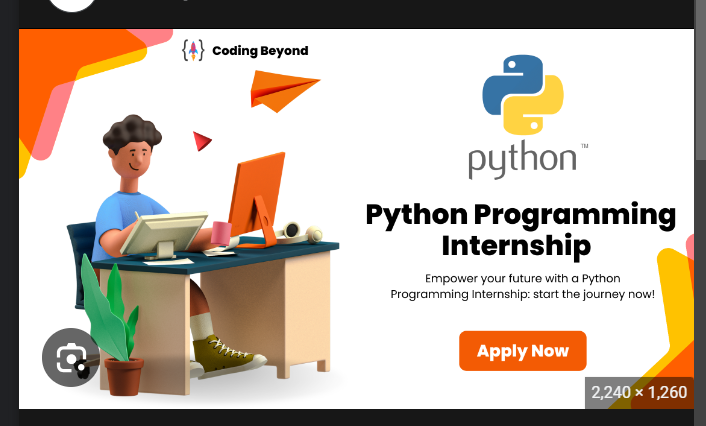 Coding Beyond
python™
Python Programming
Internship
Empower your future with a Python
Programming Internship: start the journey now!
Apply Now
2,240 × 1,260